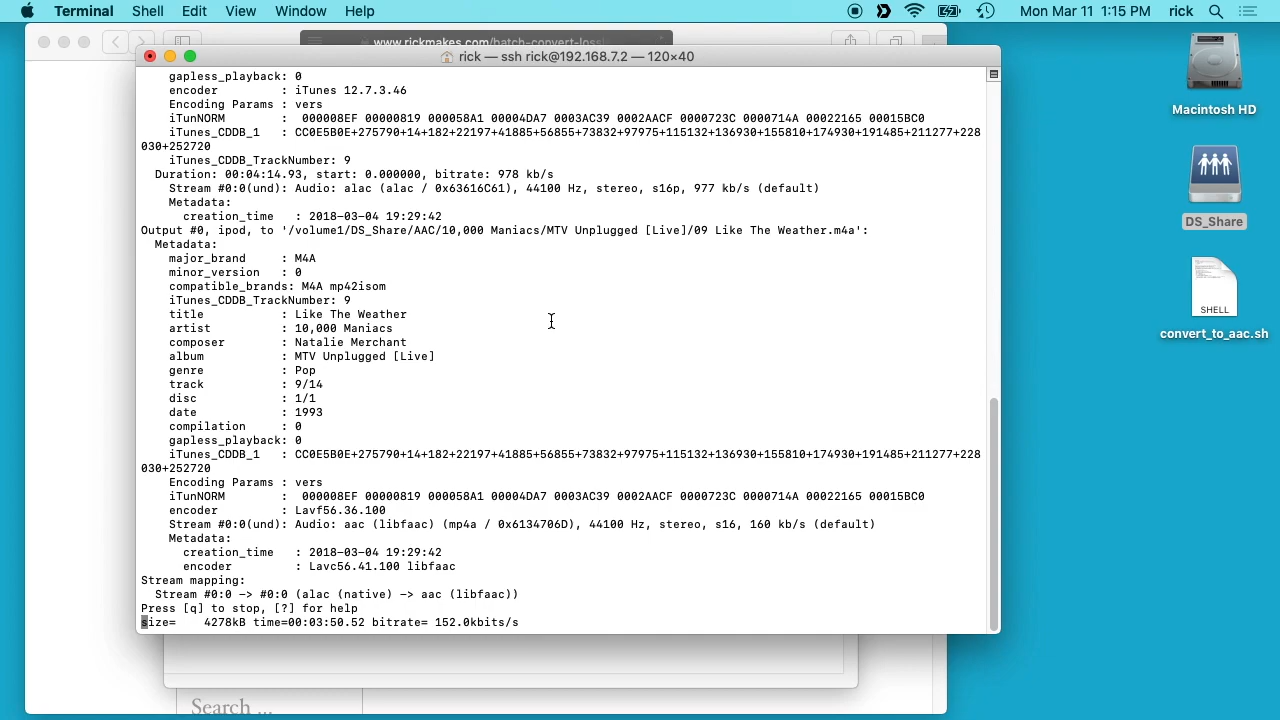 Terminal Shell Edit View Window Help Mon Mar 11 1:15 PM rick
www.rickmakes.com/batch-convert-lossl
rick — ssh rick@192.168.7.2 — 120×40
gapless_playback: 0
encoder : iTunes 12.7.3.46
Encoding Params : vers
iTunNORM : 000008EF 00000819 000058A1 00004DA7 0003AC39 0002AACF 0000723C 0000714A 00022165 00015BC0
iTunes_CDDB_1 : CC0E5B0E+275790+14+182+22197+41885+56855+73832+97975+115132+136930+155810+174930+191485+211277+228
030+252720
iTunes_CDDB_TrackNumber: 9
Duration: 00:04:14.93, start: 0.000000, bitrate: 978 kb/s
Stream #0:0(und): Audio: alac (alac / 0x63616C61), 44100 Hz, stereo, s16p, 977 kb/s (default)
Metadata:
creation_time : 2018-03-04 19:29:42
Output #0, ipod, to '/volume1/DS_Share/AAC/10,000 Maniacs/MTV Unplugged [Live]/09 Like The Weather.m4a':
Metadata:
major_brand : M4A
minor_version : 0
compatible_brands: M4A mp42isom
iTunes_CDDB_TrackNumber: 9
title : Like The Weather
artist : 10,000 Maniacs
composer : Natalie Merchant
album : MTV Unplugged [Live]
genre : Pop
track : 9/14
disc : 1/1
date : 1993
compilation : 0
gapless_playback: 0
iTunes_CDDB_1 : CC0E5B0E+275790+14+182+22197+41885+56855+73832+97975+115132+136930+155810+174930+191485+211277+228
030+252720
Encoding Params : vers
iTunNORM : 000008EF 00000819 000058A1 00004DA7 0003AC39 0002AACF 0000723C 0000714A 00022165 00015BC0
encoder : Lavf56.36.100
Stream #0:0(und): Audio: aac (libfaac) (mp4a / 0x6134706D), 44100 Hz, stereo, s16, 160 kb/s (default)
Metadata:
creation_time : 2018-03-04 19:29:42
encoder : Lavc56.41.100 libfaac
Stream mapping:
Stream #0:0 -> #0:0 (alac (native) -> aac (libfaac))
Press [q] to stop, [?] for help
size= 4278kB time=00:03:50.52 bitrate= 152.0kbits/s
Search ...
Macintosh HD
DS_Share
SHELL
convert_to_aac.sh